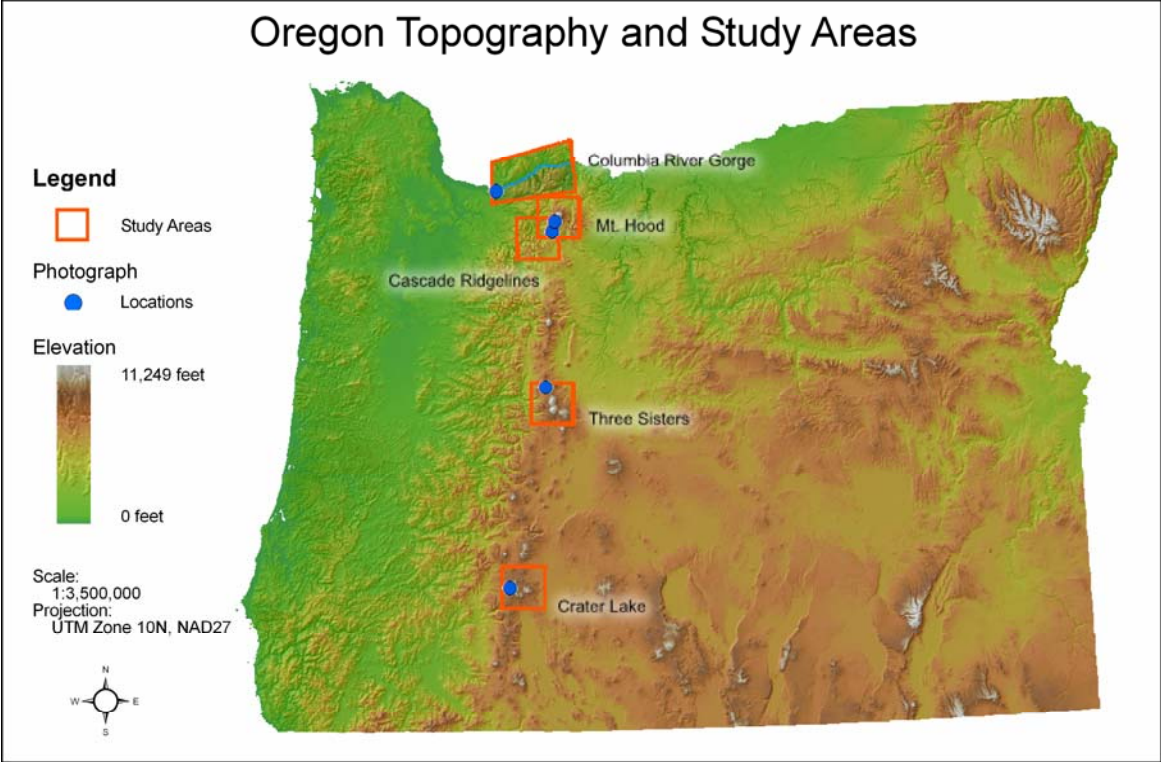 Oregon Topography and Study Areas
Legend
Study Areas
Photograph
Locations
Elevation
11,249 feet
0 feet
Scale:
1:3,500,000
Projection:
UTM Zone 10N, NAD27
N
W
E
S
Columbia River Gorge
Mt. Hood
Cascade Ridgelines
Three Sisters
Crater Lake